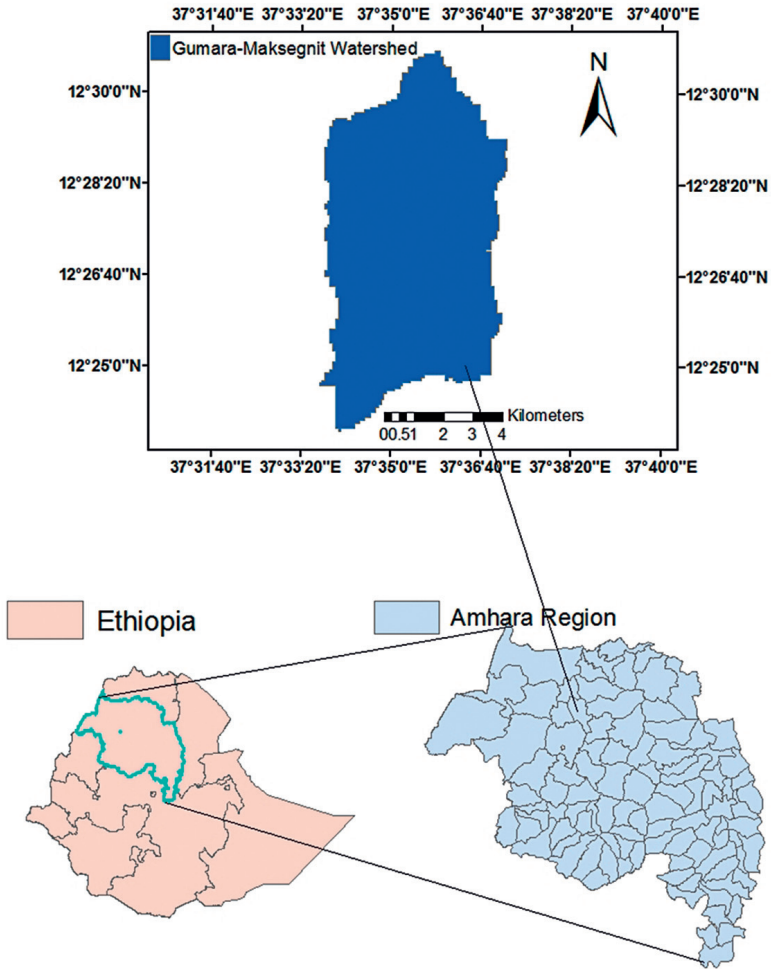 37°31'40"E 37°33'20"E 37°35'0"E 37°36'40"E 37°38'20"E 37°40'0"E
Gumara-Maksegnit Watershed
N
12°30'0"N 12°30'0"N
12°28'20"N 12°28'20"N
12°26'40"N 12°26'40"N
12°25'0"N 12°25'0"N
Kilometers
00.51 2 3 4
37°31'40"E 37°33'20"E 37°35'0"E 37°36'40"E 37°38'20"E 37°40'0"E
Ethiopia Amhara Region